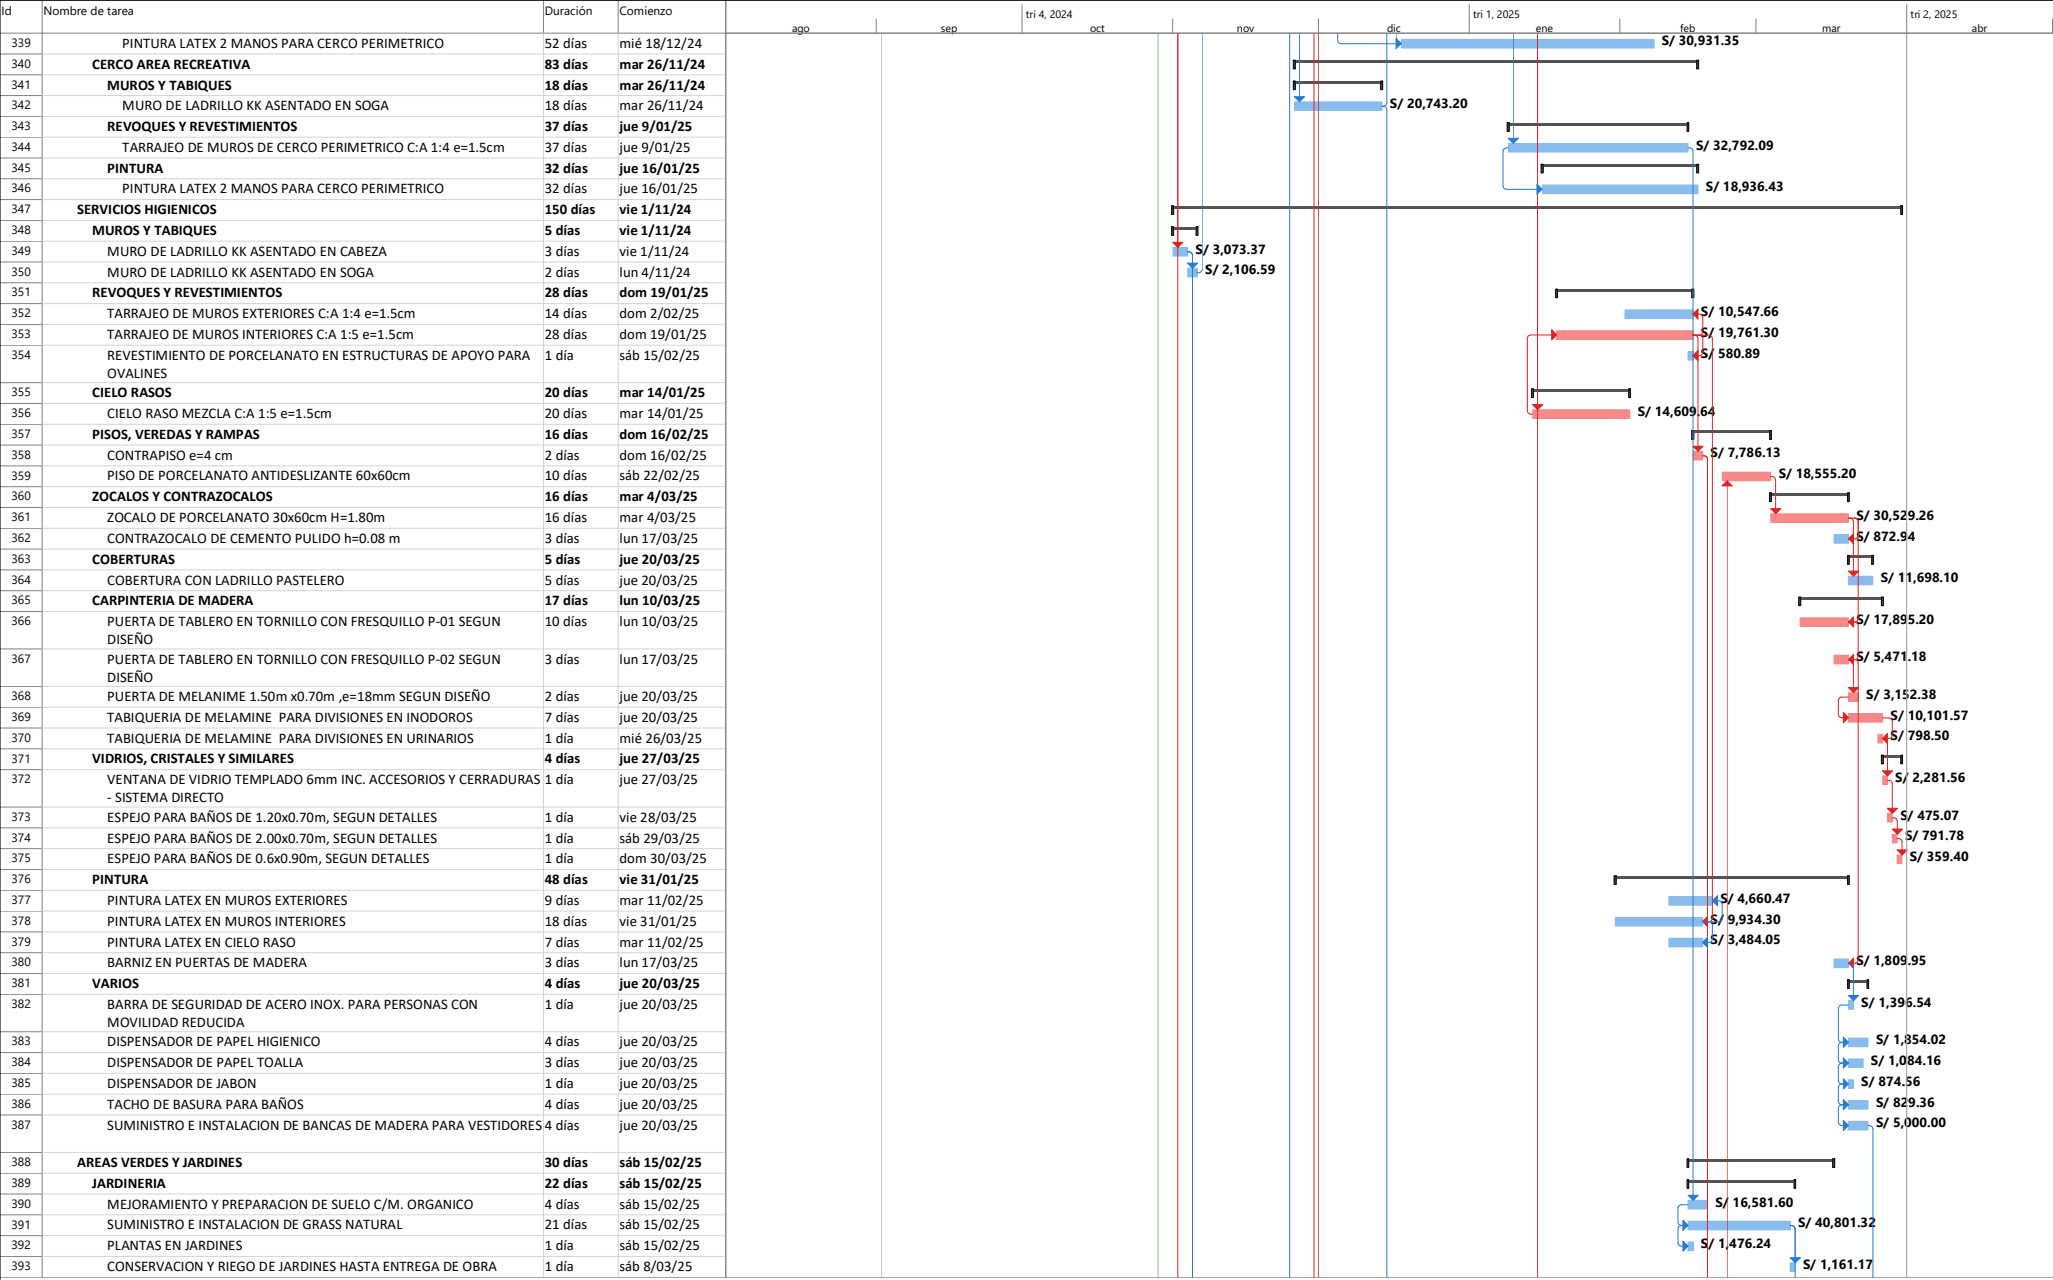 Id Nombre de tarea Duración Comienzo
tri 4, 2024 tri 1, 2025 tri 2, 2025
ago sep oct nov dic ene feb mar abr
339 PINTURA LATEX 2 MANOS PARA CERCO PERIMETRICO 52 días mié 18/12/24 S/ 30,931.35
340 CERCO AREA RECREATIVA 83 días mar 26/11/24
341 MUROS Y TABIQUES 18 días mar 26/11/24
342 MURO DE LADRILLO KK ASENTADO EN SOGA 18 días mar 26/11/24 S/ 20,743.20
343 REVOQUES Y REVESTIMIENTOS 37 días jue 9/01/25
344 TARRAJEO DE MUROS DE CERCO PERIMETRICO C:A 1:4 e=1.5cm 37 días jue 9/01/25 S/ 32,792.09
345 PINTURA 32 días jue 16/01/25
346 PINTURA LATEX 2 MANOS PARA CERCO PERIMETRICO 32 días jue 16/01/25 S/ 18,936.43
347 SERVICIOS HIGIENICOS 150 días vie 1/11/24
348 MUROS Y TABIQUES 5 días vie 1/11/24
349 MURO DE LADRILLO KK ASENTADO EN CABEZA 3 días vie 1/11/24 S/ 3,073.37
350 MURO DE LADRILLO KK ASENTADO EN SOGA 2 días lun 4/11/24 S/ 2,106.59
351 REVOQUES Y REVESTIMIENTOS 28 días dom 19/01/25
352 TARRAJEO DE MUROS EXTERIORES C:A 1:4 e=1.5cm 14 días dom 2/02/25 S/ 10,547.66
353 TARRAJEO DE MUROS INTERIORES C:A 1:5 e=1.5cm 28 días dom 19/01/25 S/ 19,761.30
354 REVESTIMIENTO DE PORCELANATO EN ESTRUCTURAS DE APOYO PARA 1 día sáb 15/02/25 S/ 580.89
OVALINES
355 CIELO RASOS 20 días mar 14/01/25
356 CIELO RASO MEZCLA C:A 1:5 e=1.5cm 20 días mar 14/01/25 S/ 14,609.64
357 PISOS, VEREDAS Y RAMPAS 16 días dom 16/02/25
358 CONTRAPISO e=4 cm 2 días dom 16/02/25 S/ 7,786.13
359 PISO DE PORCELANATO ANTIDESLIZANTE 60x60cm 10 días sáb 22/02/25 S/ 18,555.20
360 ZOCALOS Y CONTRAZOCALOS 16 días mar 4/03/25
361 ZOCALO DE PORCELANATO 30x60cm H=1.80m 16 días mar 4/03/25 S/ 30,529.26
362 CONTRAZOCALO DE CEMENTO PULIDO h=0.08 m 3 días lun 17/03/25 S/ 872.94
363 COBERTURAS 5 días jue 20/03/25
364 COBERTURA CON LADRILLO PASTELERO 5 días jue 20/03/25 S/ 11,698.10
365 CARPINTERIA DE MADERA 17 días lun 10/03/25
366 PUERTA DE TABLERO EN TORNILLO CON FRESQUILLO P-01 SEGUN 10 días lun 10/03/25 S/ 17,895.20
DISEÑO
367 PUERTA DE TABLERO EN TORNILLO CON FRESQUILLO P-02 SEGUN 3 días lun 17/03/25 S/ 5,471.18
DISEÑO
368 PUERTA DE MELANIME 1.50m x0.70m ,e=18mm SEGUN DISEÑO 2 días jue 20/03/25 S/ 3,152.38
369 TABIQUERIA DE MELAMINE PARA DIVISIONES EN INODOROS 7 días jue 20/03/25 S/ 10,101.57
370 TABIQUERIA DE MELAMINE PARA DIVISIONES EN URINARIOS 1 día mié 26/03/25 S/ 798.50
371 VIDRIOS, CRISTALES Y SIMILARES 4 días jue 27/03/25
372 VENTANA DE VIDRIO TEMPLADO 6mm INC. ACCESORIOS Y CERRADURAS 1 día jue 27/03/25 S/ 2,281.56
- SISTEMA DIRECTO
373 ESPEJO PARA BAÑOS DE 1.20x0.70m, SEGUN DETALLES 1 día vie 28/03/25 S/ 475.07
374 ESPEJO PARA BAÑOS DE 2.00x0.70m, SEGUN DETALLES 1 día sáb 29/03/25 S/ 791.78
375 ESPEJO PARA BAÑOS DE 0.6x0.90m, SEGUN DETALLES 1 día dom 30/03/25 S/ 359.40
376 PINTURA 48 días vie 31/01/25
377 PINTURA LATEX EN MUROS EXTERIORES 9 días mar 11/02/25 S/ 4,660.47
378 PINTURA LATEX EN MUROS INTERIORES 18 días vie 31/01/25 S/ 9,934.30
379 PINTURA LATEX EN CIELO RASO 7 días mar 11/02/25 S/ 3,484.05
380 BARNIZ EN PUERTAS DE MADERA 3 días lun 17/03/25 S/ 1,809.95
381 VARIOS 4 días jue 20/03/25
382 BARRA DE SEGURIDAD DE ACERO INOX. PARA PERSONAS CON 1 día jue 20/03/25 S/ 1,396.54
MOVILIDAD REDUCIDA
383 DISPENSADOR DE PAPEL HIGIENICO 4 días jue 20/03/25 S/ 1,854.02
384 DISPENSADOR DE PAPEL TOALLA 3 días jue 20/03/25 S/ 1,084.16
385 DISPENSADOR DE JABON 1 día jue 20/03/25 S/ 874.56
386 TACHO DE BASURA PARA BAÑOS 4 días jue 20/03/25 S/ 829.36
387 SUMINISTRO E INSTALACION DE BANCAS DE MADERA PARA VESTIDORES 4 días jue 20/03/25 S/ 5,000.00
388 AREAS VERDES Y JARDINES 30 días sáb 15/02/25
389 JARDINERIA 22 días sáb 15/02/25
390 MEJORAMIENTO Y PREPARACION DE SUELO C/M. ORGANICO 4 días sáb 15/02/25 S/ 16,581.60
391 SUMINISTRO E INSTALACION DE GRASS NATURAL 21 días sáb 15/02/25 S/ 40,801.32
392 PLANTAS EN JARDINES 1 día sáb 15/02/25 S/ 1,476.24
393 CONSERVACION Y RIEGO DE JARDINES HASTA ENTREGA DE OBRA 1 día sáb 8/03/25 S/ 1,161.17